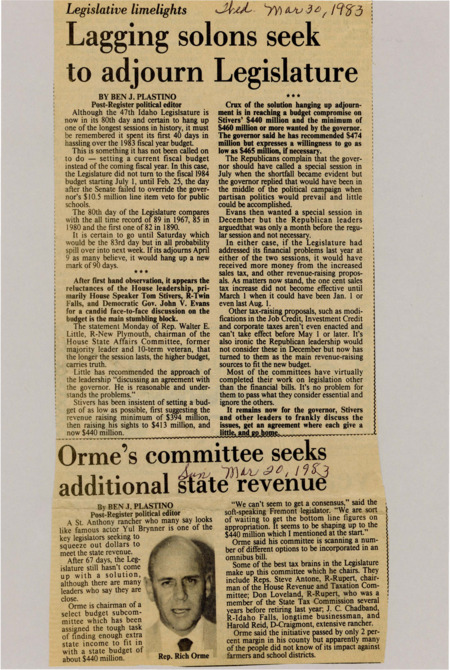 Legislative limelights
Wed. Mar 30, 1983
Lagging solons seek
to adjourn Legislature
BY BEN J. PLASTINO
Post-Register political editor
Although the 47th Idaho Legislsature is
now in its 80th day and certain to hang up
one of the longest sessions in history, it must
be remembered it spent its first 40 days in
hassling over the 1983 fiscal year budget.
This is something it has not been called on
to do — setting a current fiscal budget
instead of the coming fiscal year. In this case,
the Legislature did not turn to the fiscal 1984
budget starting July 1, until Feb. 25, the day
after the Senate failed to override the gover-
nor's $10.5 million line item veto for public
schools.
The 80th day of the Legislature compares
with the all time record of 89 in 1967, 85 in
1980 and the first one of 82 in 1890.
It is certain to go until Saturday which
would be the 83rd day but in all probability
spill over into next week. If its adjourns April
9 as many believe, it would hang up a new
mark of 90 days.
* * *
After first hand observation, it appears the
reluctances of the House leadership, pri-
marily House Speaker Tom Stivers, R-Twin
Falls, and Democratic Gov. John V. Evans
for a candid face-to-face discussion on the
budget is the main stumbling block.
The statement Monday of Rep. Walter E.
Little, R-New Plymouth, chairman of the
House State Affairs Committee, former
majority leader and 10-term veteran, that
the longer the session lasts, the higher budget,
carries truth.
Little has recommended the approach of
the leadership "discussing an agreement with
the governor. He is reasonable and under-
stands the problems."
Stivers has been insistent of setting a bud-
get of as low as possible, first suggesting the
revenue raising minimum of $394 million,
then raising his sights to $413 million, and
now $440 million.
* * *
Crux of the solution hanging up adjourn-
ment is in reaching a budget compromise on
Stivers' $440 million and the minimum of
$460 million or more wanted by the governor.
The governor said he has recommended $474
million but expresses a willingness to go as
low as $465 million, if necessary.
The Republicans complain that the gover-
nor should have called a special session in
July when the shortfall became evident but
the governor replied that would have been in
the middle of the political campaign when
partisan politics would prevail and little
could be accomplished.
Evans then wanted a special session in
December but the Republican leaders
arguedthat was only a month before the regu-
lar session and not necessary.
In either case, if the Legislature had
addressed its financial problems last year at
either of the two sessions, it would have
received more money from the increased
sales tax, and other revenue-raising propos-
als. As matters now stand, the one cent sales
tax increase did not become effective until
March 1 when it could have been Jan. 1 or
even last Aug. 1.
Other tax-raising proposals, such as modi-
fications in the Job Credit, Investment Credit
and corporate taxes aren't even enacted and
can't take effect before May 1 or later. It's
also ironic the Republican leadership would
not consider these in December but now has
turned to them as the main revenue-raising
sources to fit the new budget.
Most of the committees have virtually
completed their work on legislation other
than the financial bills. It's no problem for
them to pass what they consider essential and
ignore the others.
It remains now for the governor, Stivers
and other leaders to frankly discuss the
issues, get an agreement where each give a
little, and go home.
Orme's committee seeks
additional state revenue
Sun, Mar 20, 1983
By BEN J. PLASTINO
Post-Register political editor
A St. Anthony rancher who many say looks
like famous actor Yul Brynner is one of the
key legislators seeking to
squeeze out dollars to
meet the state revenue.
After 67 days, the Leg-
islature still hasn't come
up with a solution,
although there are many
leaders who say they are
close.
Orme is chairman of a
select budget subcom-
mittee which has been
assigned the tough task
of finding enough extra
state income to fit in
with a state budget of
about $440 million.
Rep. Rich Orme
"We can't seem to get a consensus," said the
soft-speaking Fremont legislator. "We are sort
of waiting to get the bottom line figures on
appropriation. It seems to be shaping up to the
$440 million which I mentioned at the start."
Orme said his committee is scanning a num-
ber of different options to be incorporated in an
omnibus bill.
Some of the best tax brains in the Legislature
make up this committee which he chairs. They
include Reps. Steve Antone, R-Rupert, chair-
man of the House Revenue and Taxation Com-
mittee; Don Loveland, R-Rupert, who was a
member of the State Tax Commission several
years before retiring last year; J. C. Chadband,
R-Idaho Falls, longtime businessman, and
Harold Reid, D-Craigmont, extensive rancher.
Orme said the initiative passed by only 2 per-
cent margin in his county but apparently many
of the people did not know of its impact against
farmers and school districts.